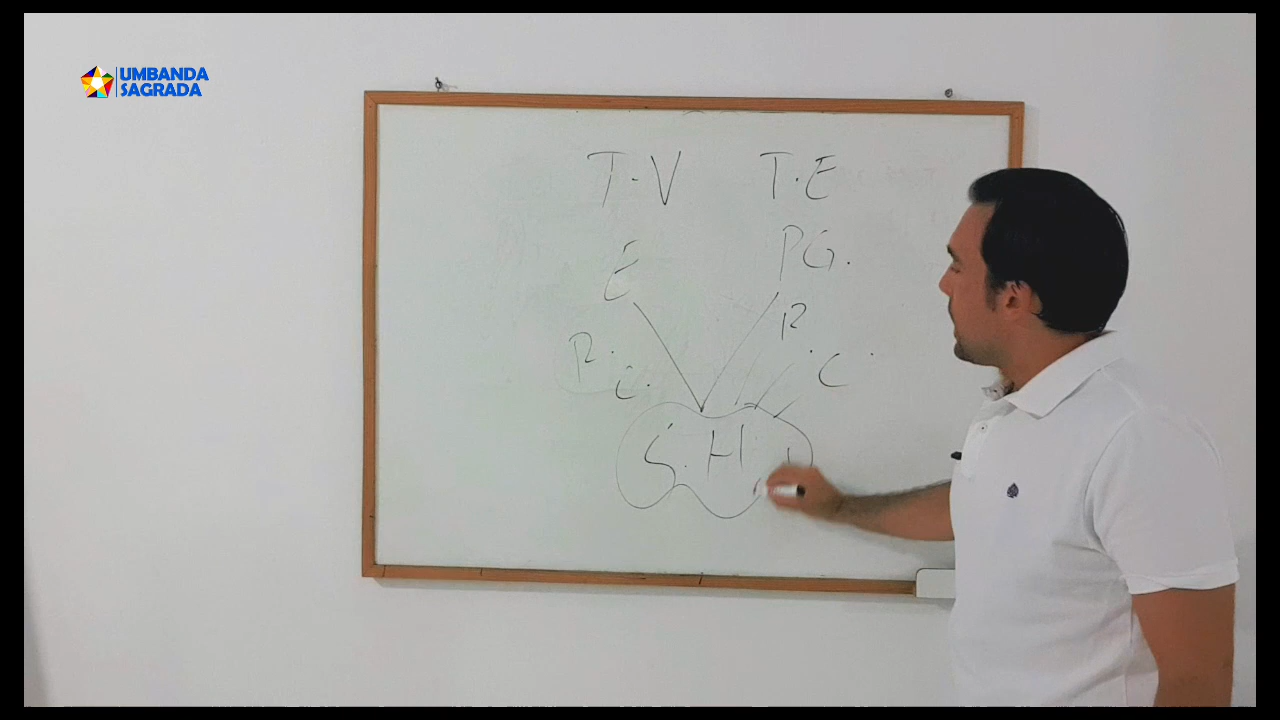 UMBANDA
SAGRADA
T.V T.E
E PG.
R. R.
C. C.
S.H